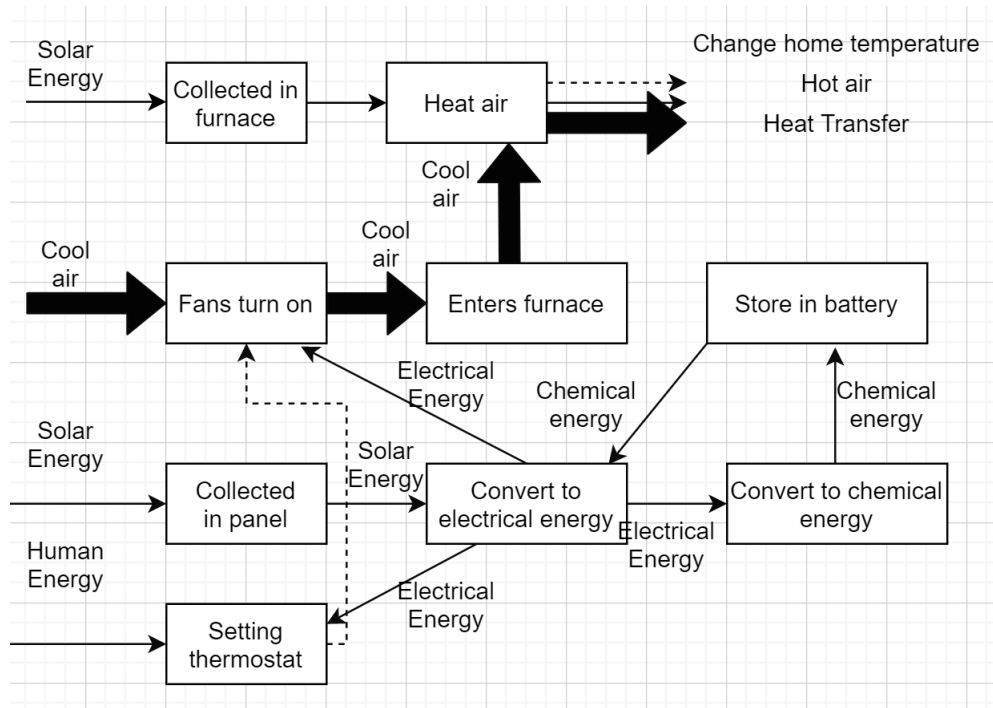 Solar
Energy
Collected in
furnace
Heat air
Change home temperature
Hot air
Heat Transfer
Cool
air
Cool
air
Fans turn on
Cool
air
Enters furnace
Store in battery
Electrical
Energy
Chemical
energy
Chemical
energy
Solar
Energy
Collected
in panel
Solar
Energy
Convert to
electrical energy
Electrical
Energy
Convert to chemical
energy
Human
Energy
Setting
thermostat
Electrical
Energy